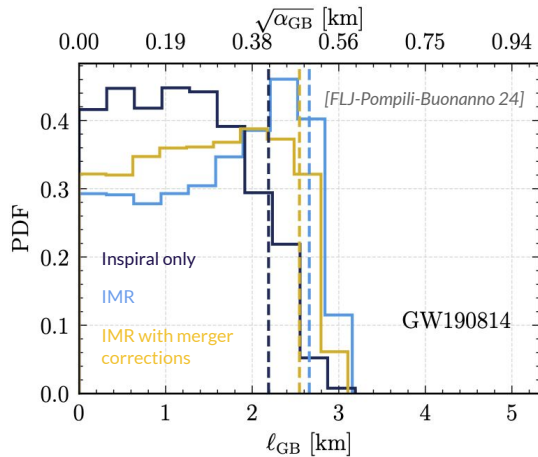 √α_GB [km]
0.00 0.19 0.38 0.56 0.75 0.94
[FLJ-Pompili-Buonanno 24]
PDF
0.4
0.3
0.2
0.1
0.0
Inspiral only
IMR
IMR with merger
corrections
GW190814
0 1 2 3 4 5
ℓ_GB [km]